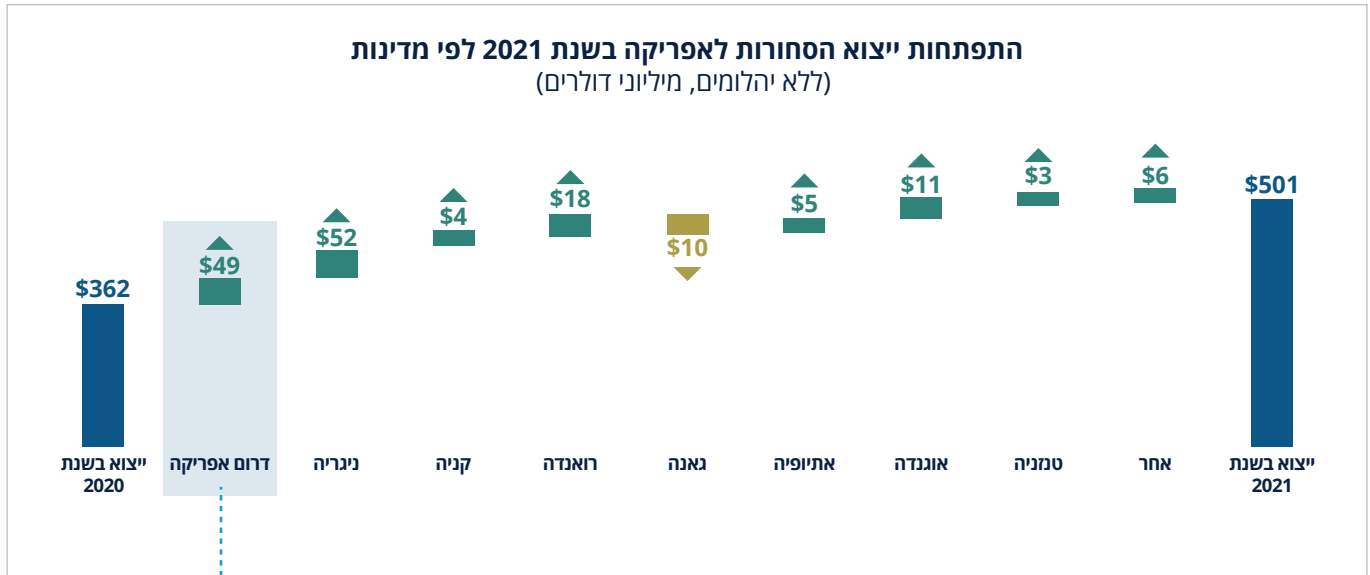 התפתחות ייצוא הסחורות לאפריקה בשנת 2021 לפי מדינות
(ללא יהלומים, מיליוני דולרים)
$362
$49
$52
$4
$18
$10
$5
$11
$3
$6
$501
ייצוא בשנת
2020
דרום אפריקה
ניגריה
קניה
רואנדה
גאנה
אתיופיה
אוגנדה
טנזניה
אחר
ייצוא בשנת
2021